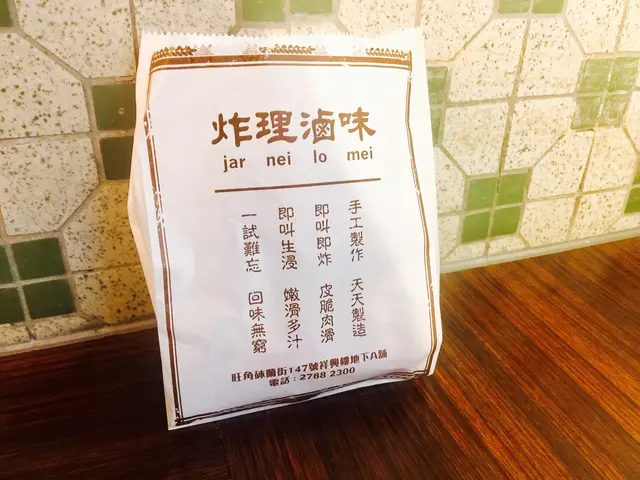 炸理滷味
jar nei lo mei
手工製作 天天製造
即叫即炸 皮脆肉滑
即叫生浸 嫩滑多汁
一試難忘 回味無窮
旺角砵蘭街147號祥興樓地下A舖
電話:2788 2300